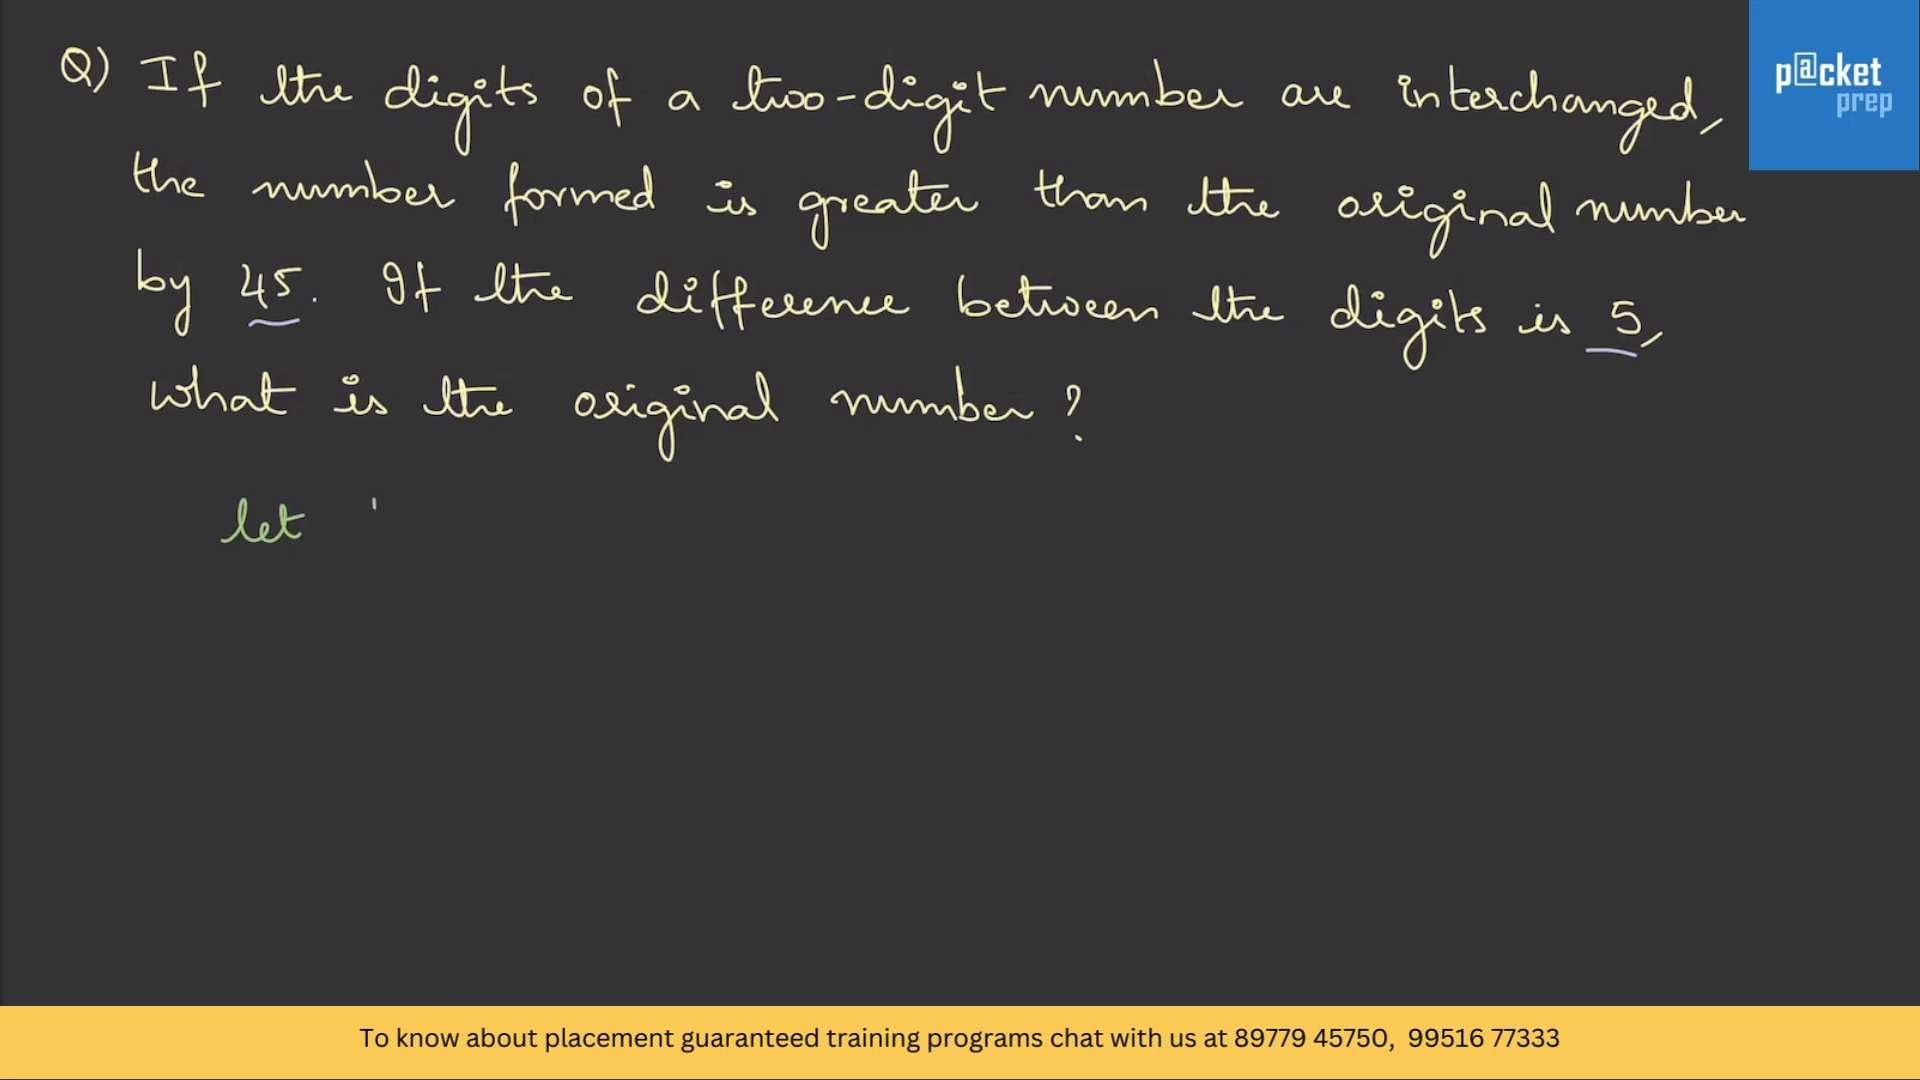 Q) If the digits of a two-digit number are interchanged,
p@cket
prep
the number formed is greater than the original number
by 45. If the difference between the digits is 5,
what is the original number?
let
To know about placement guaranteed training programs chat with us at 89779 45750, 99516 77333